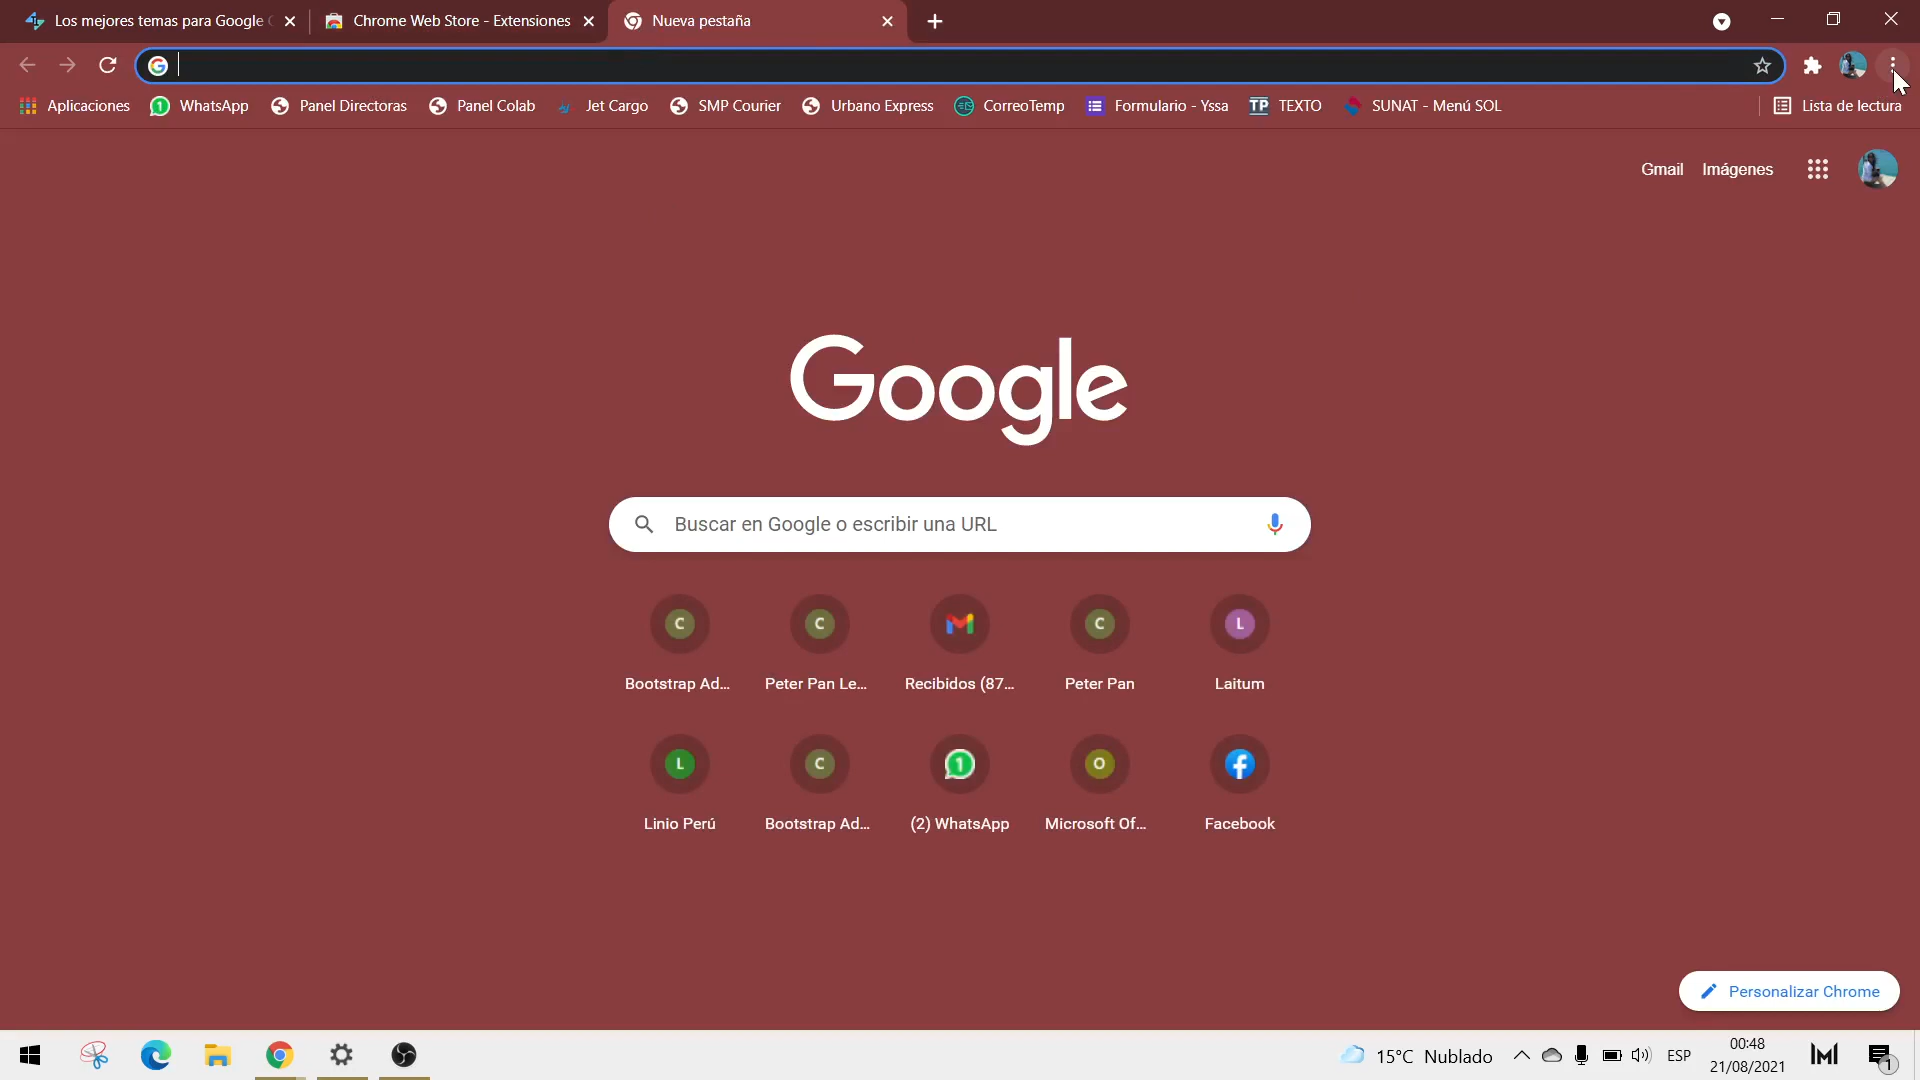 Los mejores temas para Google
Chrome Web Store - Extensiones
Nueva pestaña
Aplicaciones
WhatsApp
Panel Directoras
Panel Colab
Jet Cargo
SMP Courier
Urbano Express
CorreoTemp
Formulario - Yssa
TP TEXTO
SUNAT - Menú SOL
Lista de lectura
Gmail Imágenes
Google
Buscar en Google o escribir una URL
C
C
C
L
Bootstrap Ad...
Peter Pan Le...
Recibidos (87...
Peter Pan
Laitum
L
C
1
O
Linio Perú
Bootstrap Ad...
(2) WhatsApp
Microsoft Of...
Facebook
Personalizar Chrome
15°C Nublado
ESP
00:48
21/08/2021
1